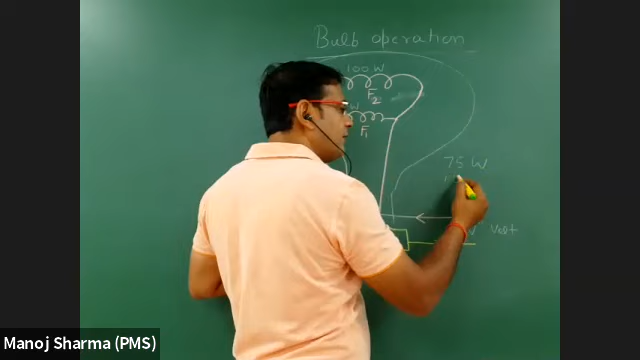 Bulb operation
100 W
F2
W
F1
75 W
Volt
Manoj Sharma (PMS)